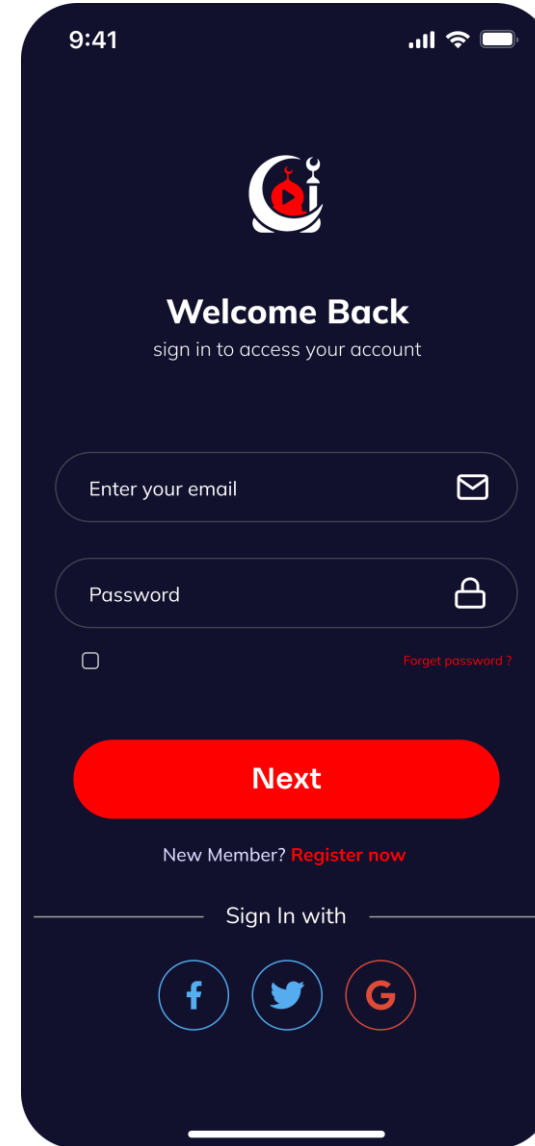 9:41
Welcome Back
sign in to access your account
Enter your email
Password
Forget password ?
Next
New Member? Register now
Sign In with